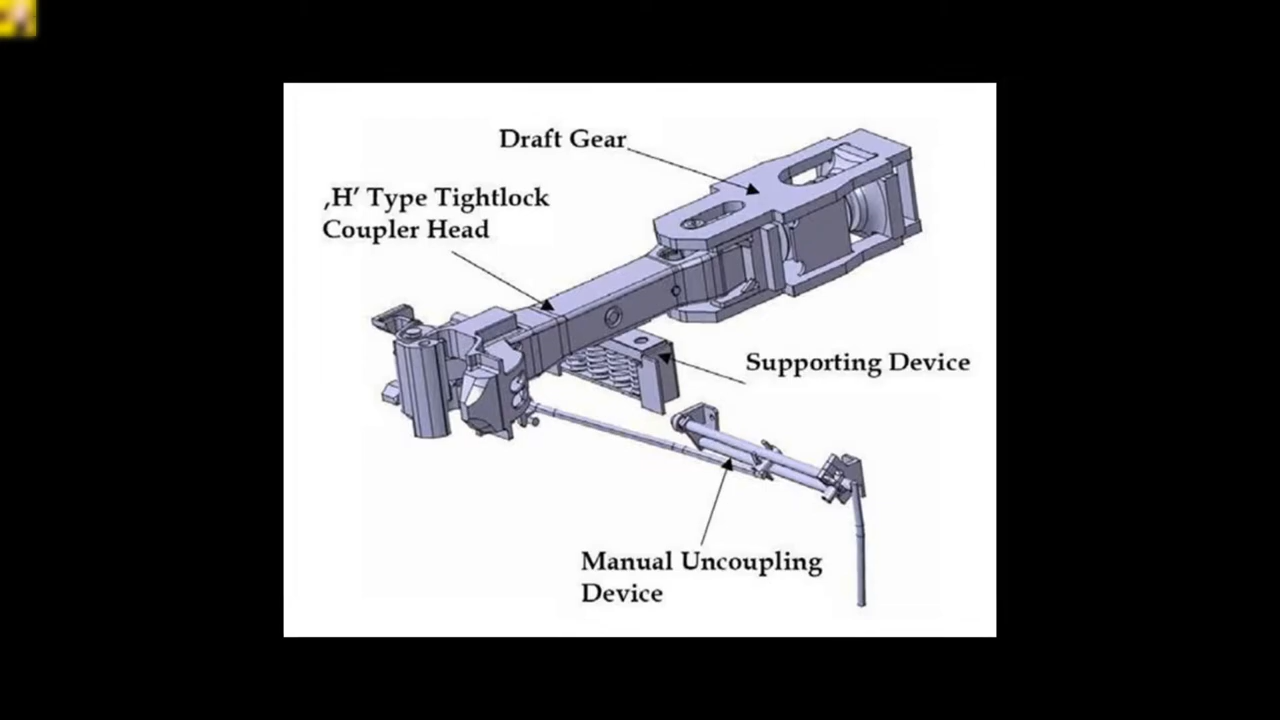 Draft Gear
‚H’ Type Tightlock
Coupler Head
Supporting Device
Manual Uncoupling
Device